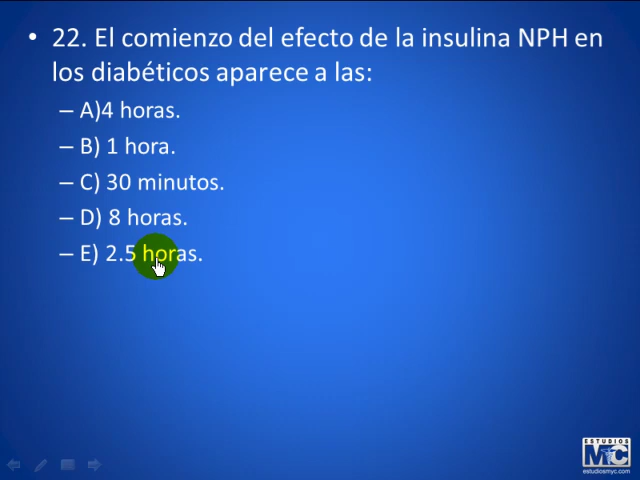 • 22. El comienzo del efecto de la insulina NPH en
los diabéticos aparece a las:
– A)4 horas.
– B) 1 hora.
– C) 30 minutos.
– D) 8 horas.
– E) 2.5 horas.
ESTUDIOS
MyC
estudiosmyc.com